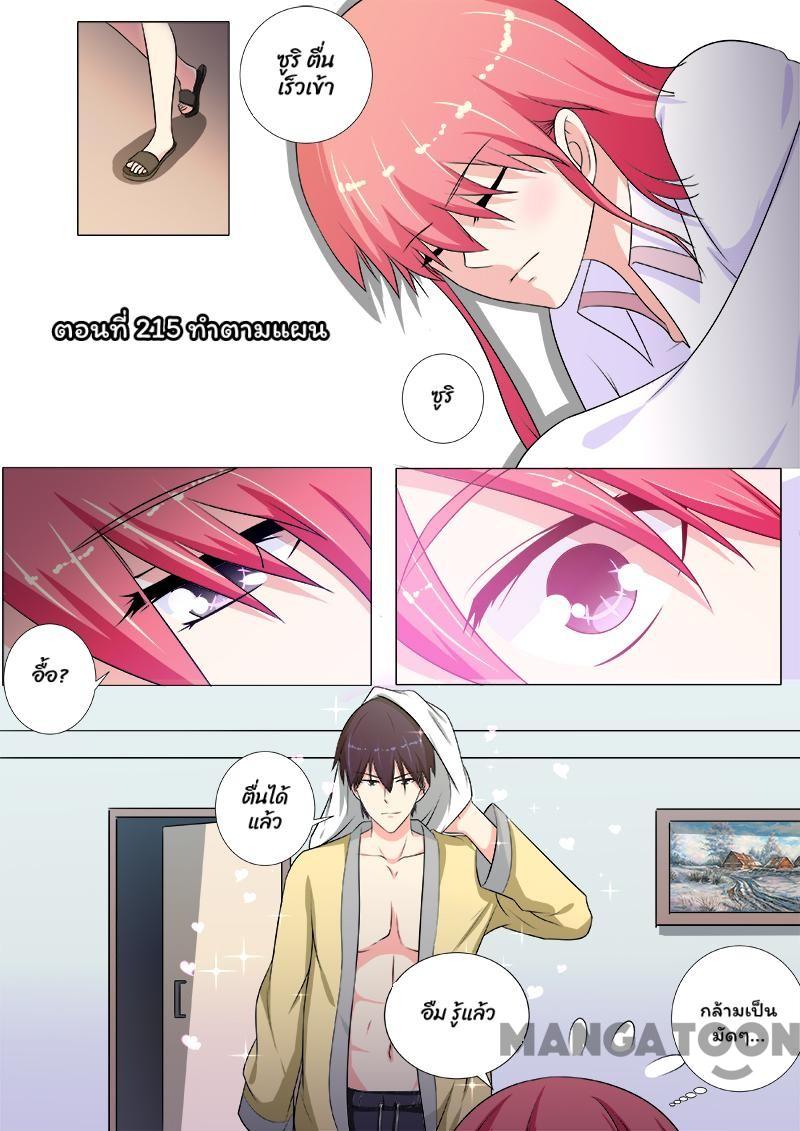 ซูริ ตื่น
เร็วเข้า
ตอนที่ 215 ทำตามแผน
ซูริ
อื้อ?
ตื่นได้
แล้ว
อืม รู้แล้ว
กล้ามเป็น
มัดๆ...
MANGATOON